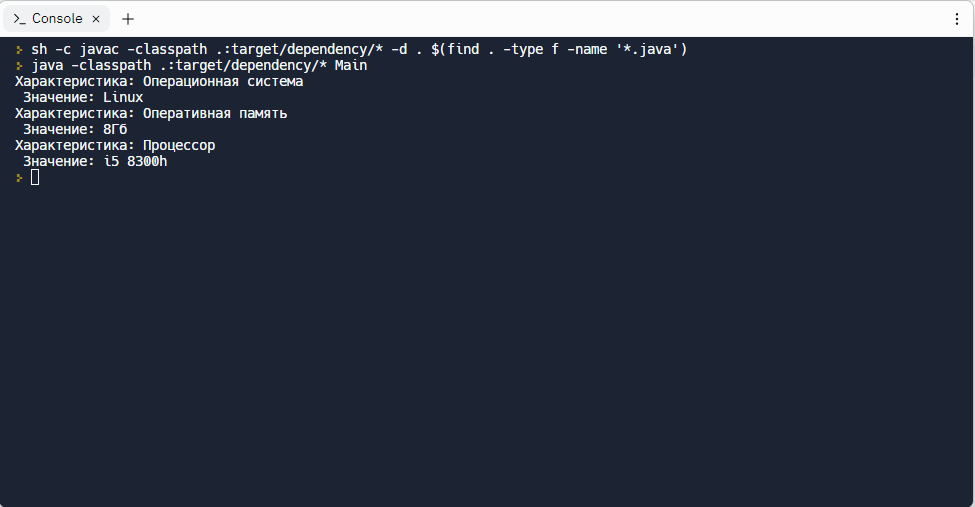 Console
sh -c javac -classpath .:target/dependency/* -d . $(find . -type f -name '*.java')
java -classpath .:target/dependency/* Main
Характеристика: Операционная система
Значение: Linux
Характеристика: Оперативная память
Значение: 8Гб
Характеристика: Процессор
Значение: i5 8300h